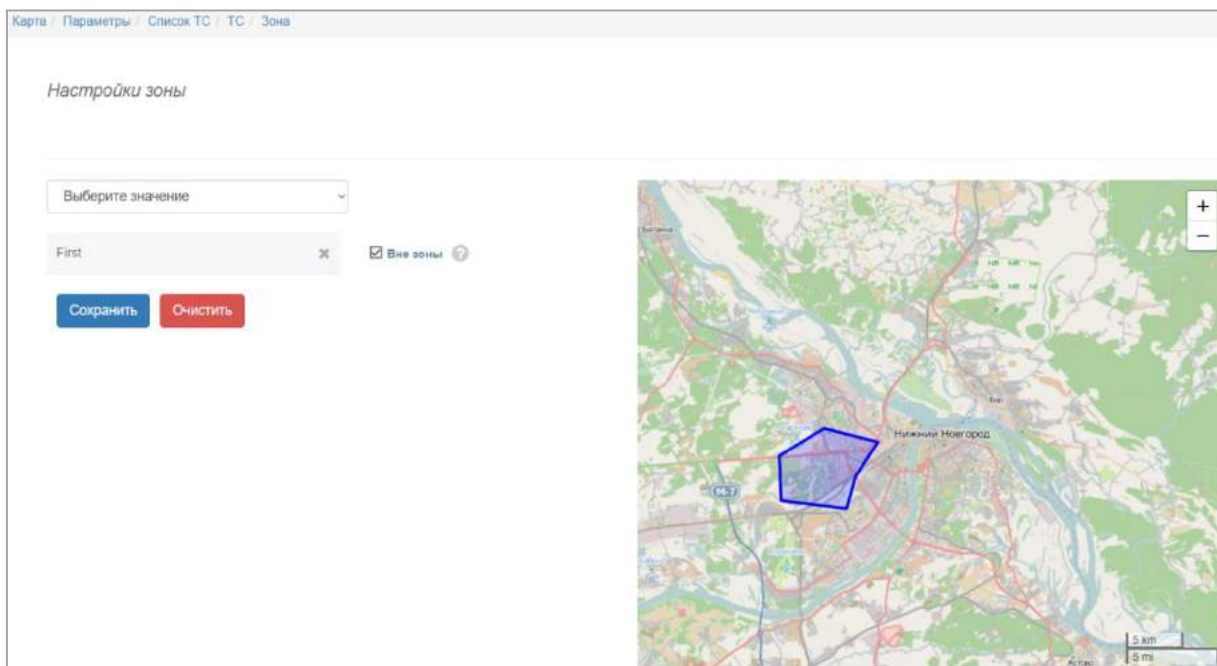 Карта / Параметры / Список ТС / ТС / Зона
Настройки зоны
Выберите значение
First
Вне зоны ?
Сохранить Очистить
+
−
Нижний Новгород
Бор
5 km
5 mi